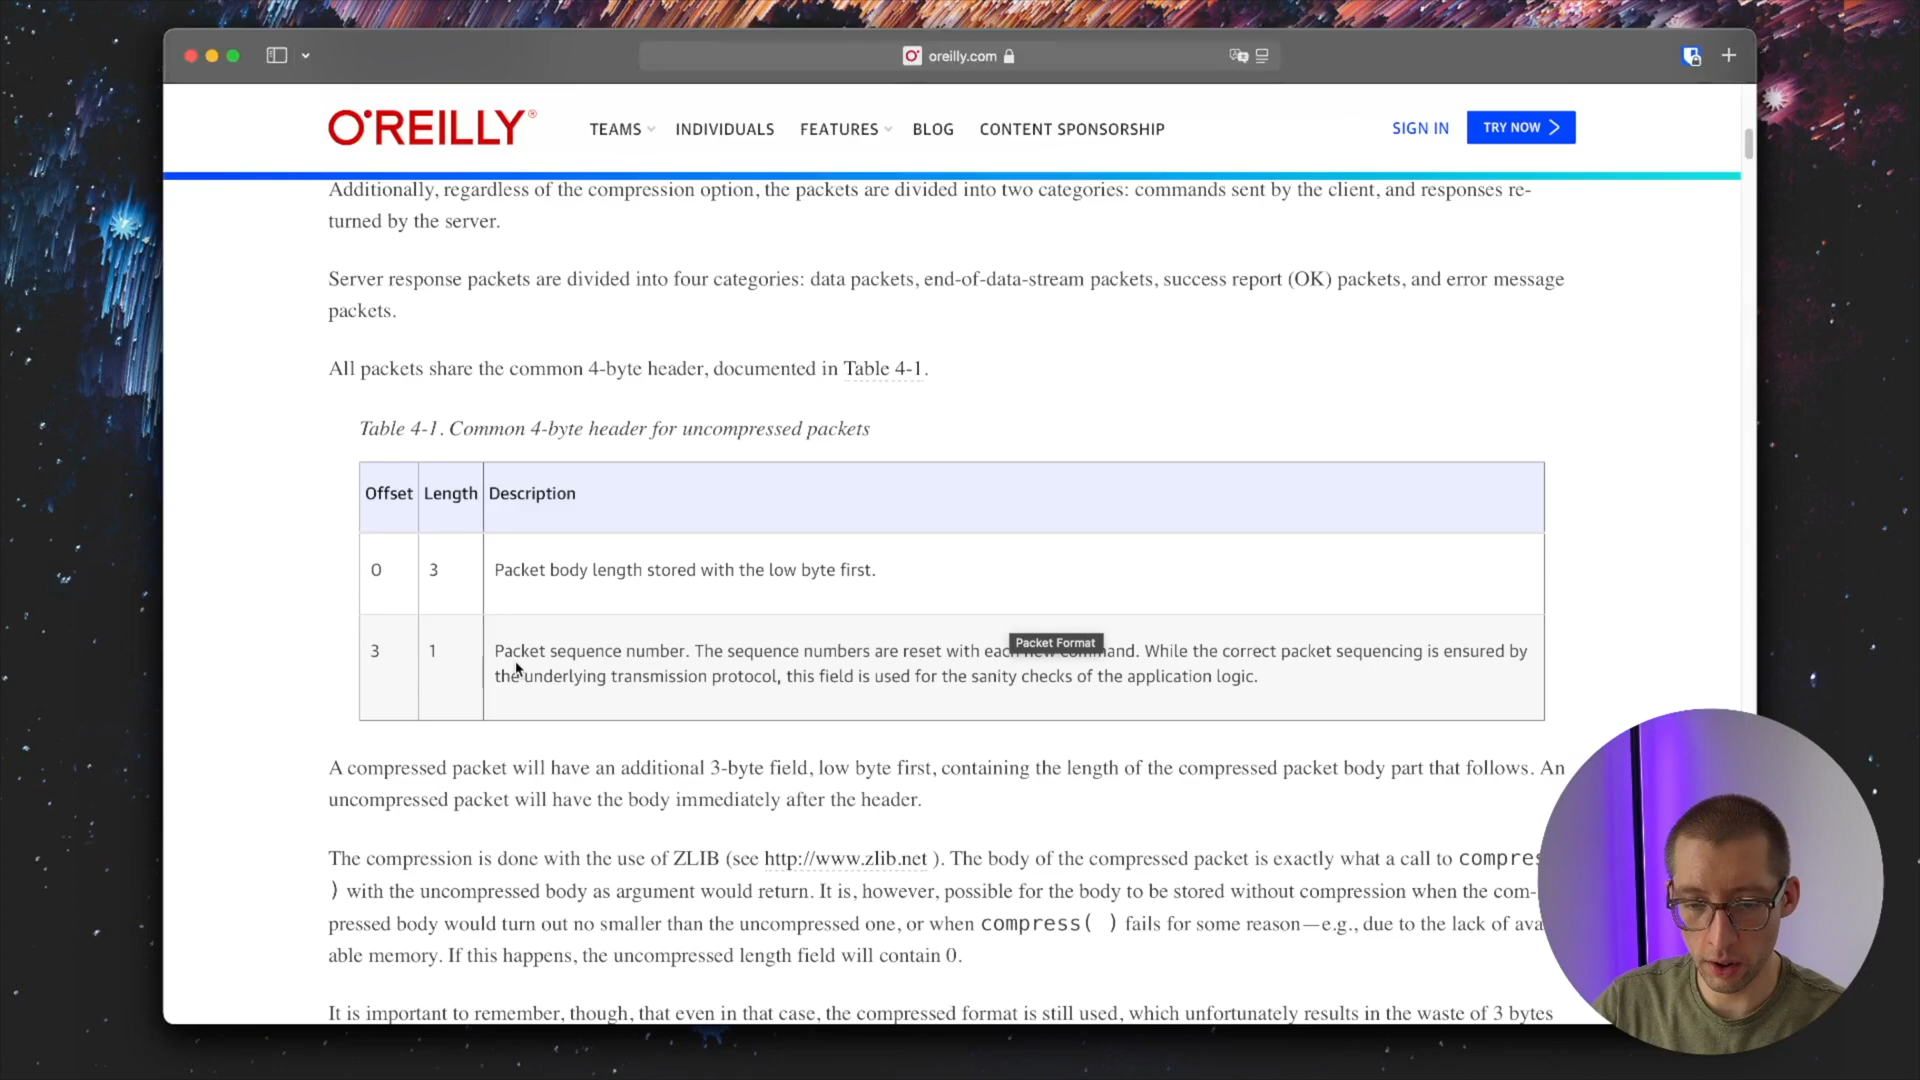 oreilly.com
O'REILLY®
TEAMS INDIVIDUALS FEATURES BLOG CONTENT SPONSORSHIP
SIGN IN
TRY NOW
Additionally, regardless of the compression option, the packets are divided into two categories: commands sent by the client, and responses re-
turned by the server.
Server response packets are divided into four categories: data packets, end-of-data-stream packets, success report (OK) packets, and error message
packets.
All packets share the common 4-byte header, documented in Table 4-1.
Table 4-1. Common 4-byte header for uncompressed packets
Offset Length Description
0 3 Packet body length stored with the low byte first.
Packet Format
3 1 Packet sequence number. The sequence numbers are reset with each new command. While the correct packet sequencing is ensured by
the underlying transmission protocol, this field is used for the sanity checks of the application logic.
A compressed packet will have an additional 3-byte field, low byte first, containing the length of the compressed packet body part that follows. An
uncompressed packet will have the body immediately after the header.
The compression is done with the use of ZLIB (see http://www.zlib.net ). The body of the compressed packet is exactly what a call to compres
) with the uncompressed body as argument would return. It is, however, possible for the body to be stored without compression when the com-
pressed body would turn out no smaller than the uncompressed one, or when compress( ) fails for some reason—e.g., due to the lack of ava
able memory. If this happens, the uncompressed length field will contain 0.
It is important to remember, though, that even in that case, the compressed format is still used, which unfortunately results in the waste of 3 bytes